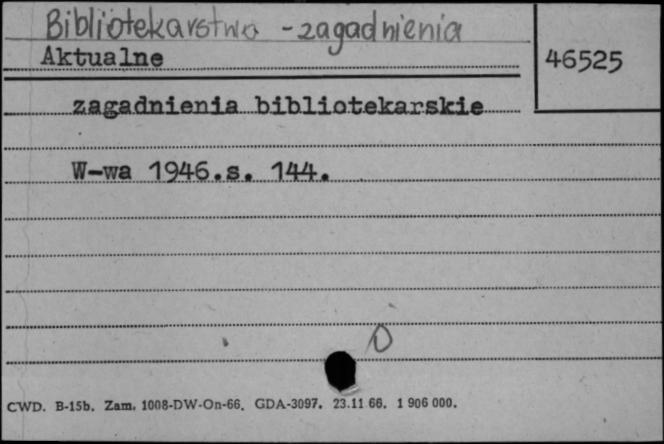 Bibliotekarstwo - zagadnienia
Aktualne
46525
zagadnienia bibliotekarskie
W-wa 1946.s. 144.
O
CWD. B-15b. Zam. 1008-DW-On-66. GDA-3097. 23.11 66. 1 906 000.